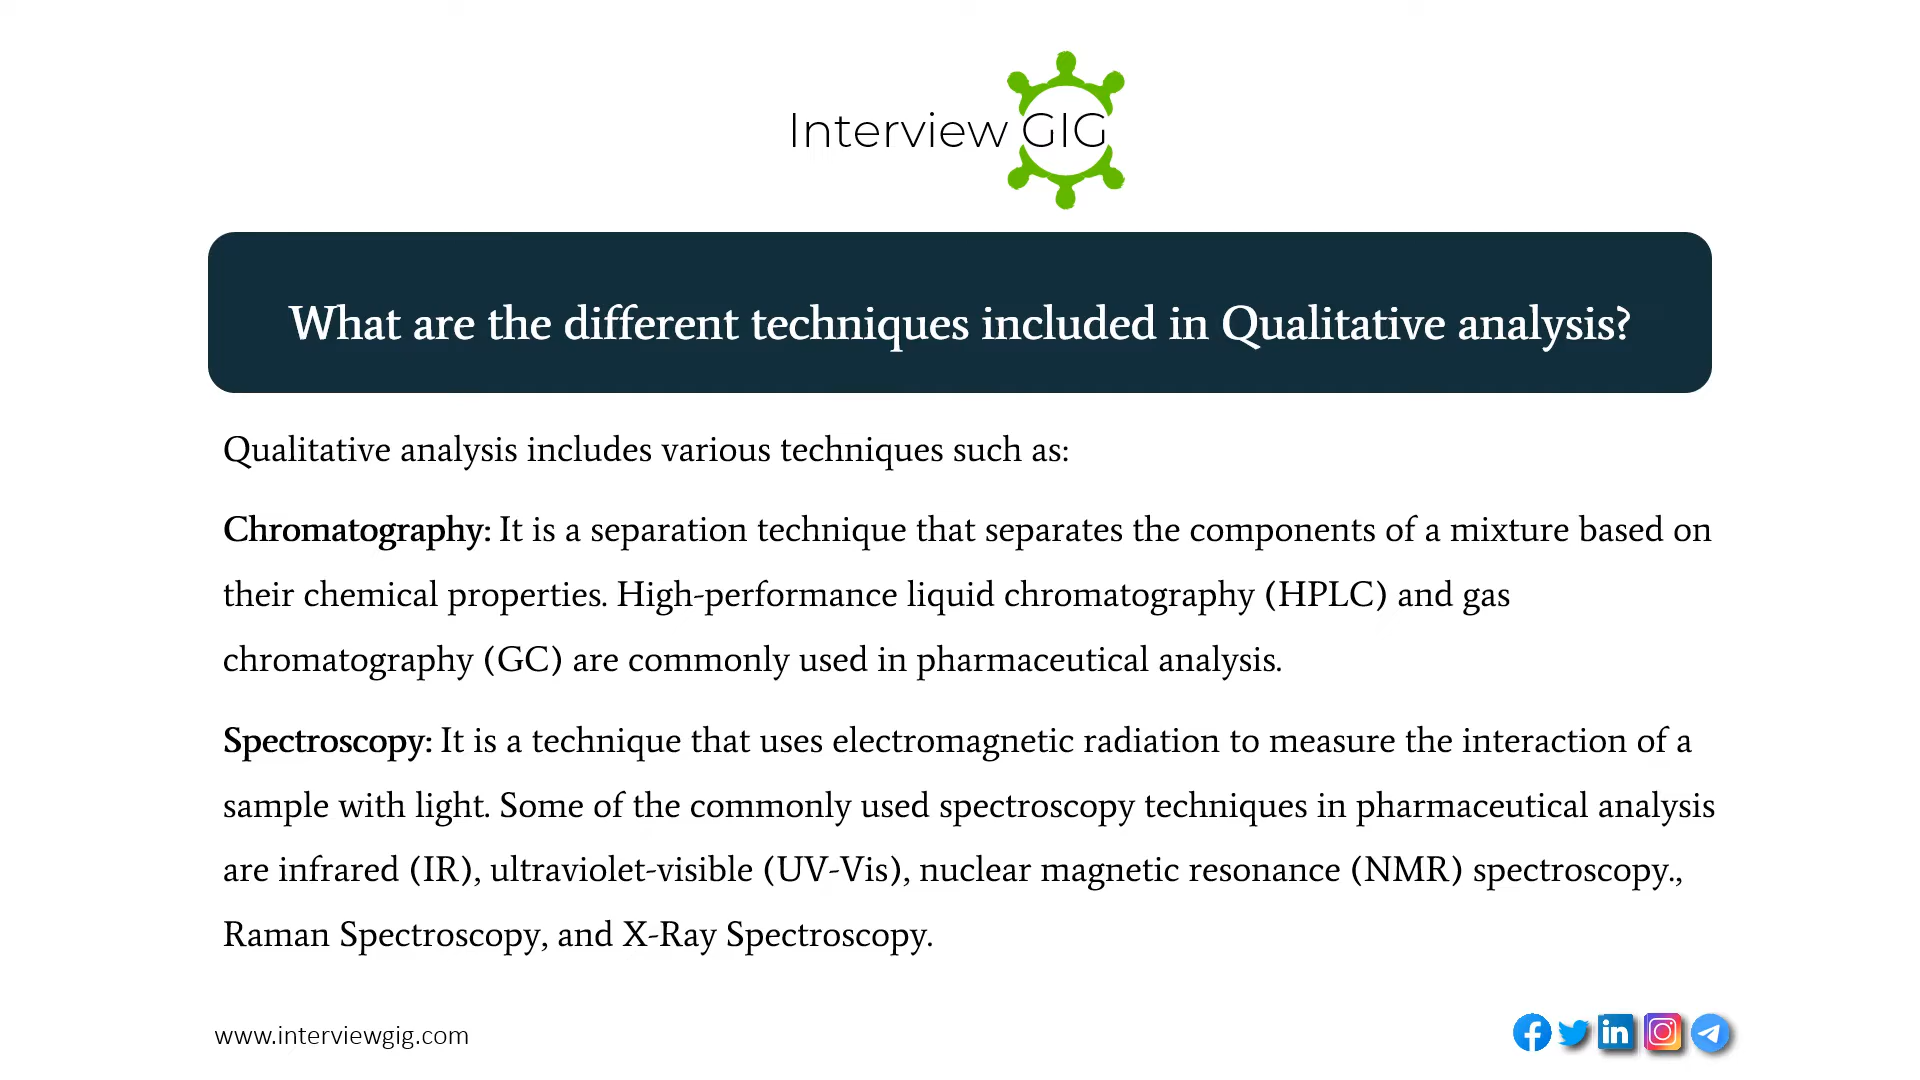 Interview GIG
What are the different techniques included in Qualitative analysis?
Qualitative analysis includes various techniques such as:
Chromatography: It is a separation technique that separates the components of a mixture based on
their chemical properties. High-performance liquid chromatography (HPLC) and gas
chromatography (GC) are commonly used in pharmaceutical analysis.
Spectroscopy: It is a technique that uses electromagnetic radiation to measure the interaction of a
sample with light. Some of the commonly used spectroscopy techniques in pharmaceutical analysis
are infrared (IR), ultraviolet-visible (UV-Vis), nuclear magnetic resonance (NMR) spectroscopy.,
Raman Spectroscopy, and X-Ray Spectroscopy.
www.interviewgig.com